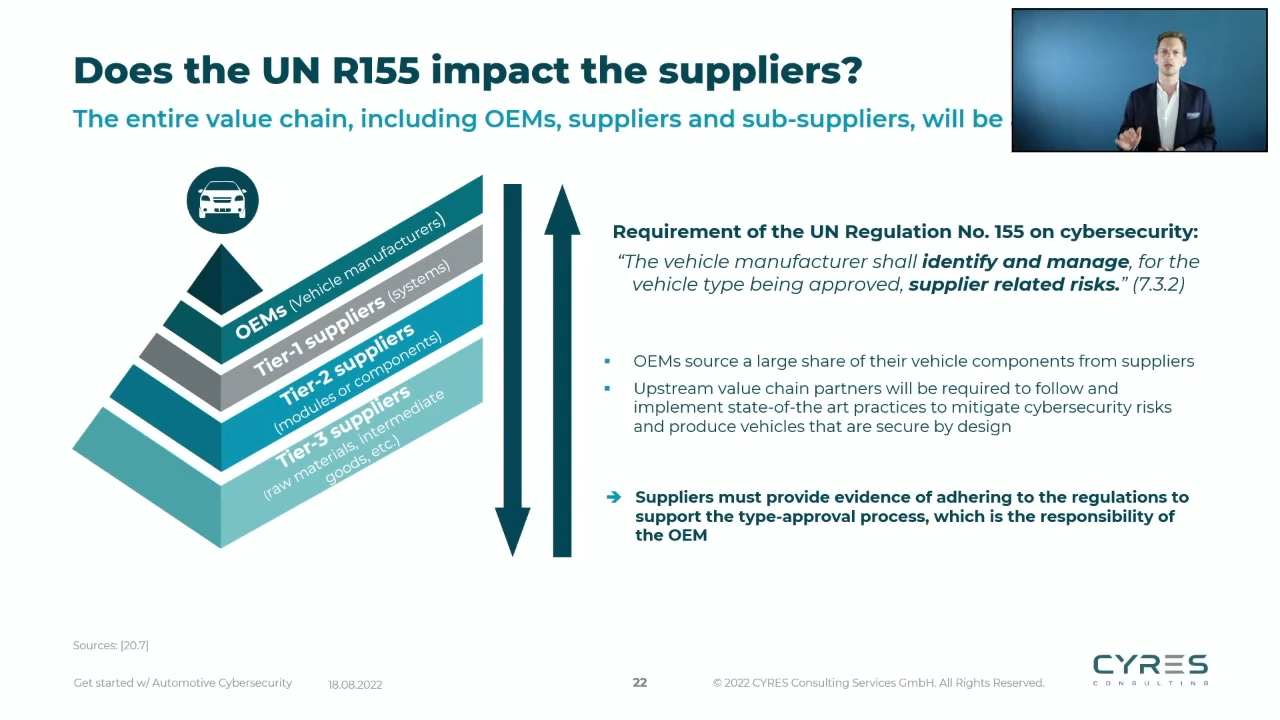 Does the UN R155 impact the suppliers?
The entire value chain, including OEMs, suppliers and sub-suppliers, will be
OEMs (Vehicle manufacturers)
Tier-1 suppliers (systems)
Tier-2 suppliers
(modules or components)
Tier-3 suppliers
(raw materials, intermediate
goods, etc.)
Requirement of the UN Regulation No. 155 on cybersecurity:
“The vehicle manufacturer shall identify and manage, for the
vehicle type being approved, supplier related risks.” (7.3.2)
▪ OEMs source a large share of their vehicle components from suppliers
▪ Upstream value chain partners will be required to follow and
implement state-of-the art practices to mitigate cybersecurity risks
and produce vehicles that are secure by design
➔ Suppliers must provide evidence of adhering to the regulations to
support the type-approval process, which is the responsibility of
the OEM
Sources: [20.7]
Get started w/ Automotive Cybersecurity
18.08.2022
22
© 2022 CYRES Consulting Services GmbH. All Rights Reserved.
CYRES
CONSULTING